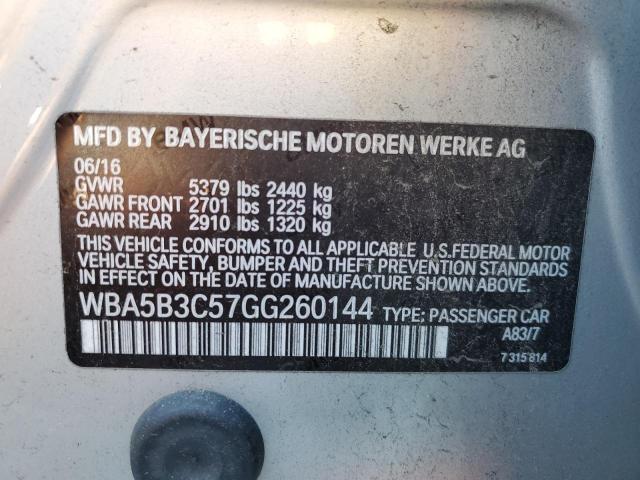 MFD BY BAYERISCHE MOTOREN WERKE AG
06/16
GVWR 5379 lbs 2440 kg
GAWR FRONT 2701 lbs 1225 kg
GAWR REAR 2910 lbs 1320 kg
THIS VEHICLE CONFORMS TO ALL APPLICABLE U.S.FEDERAL MOTOR
VEHICLE SAFETY, BUMPER AND THEFT PREVENTION STANDARDS
IN EFFECT ON THE DATE OF MANUFACTURE SHOWN ABOVE.
WBA5B3C57GG260144 TYPE: PASSENGER CAR
A83/7
7 315 814